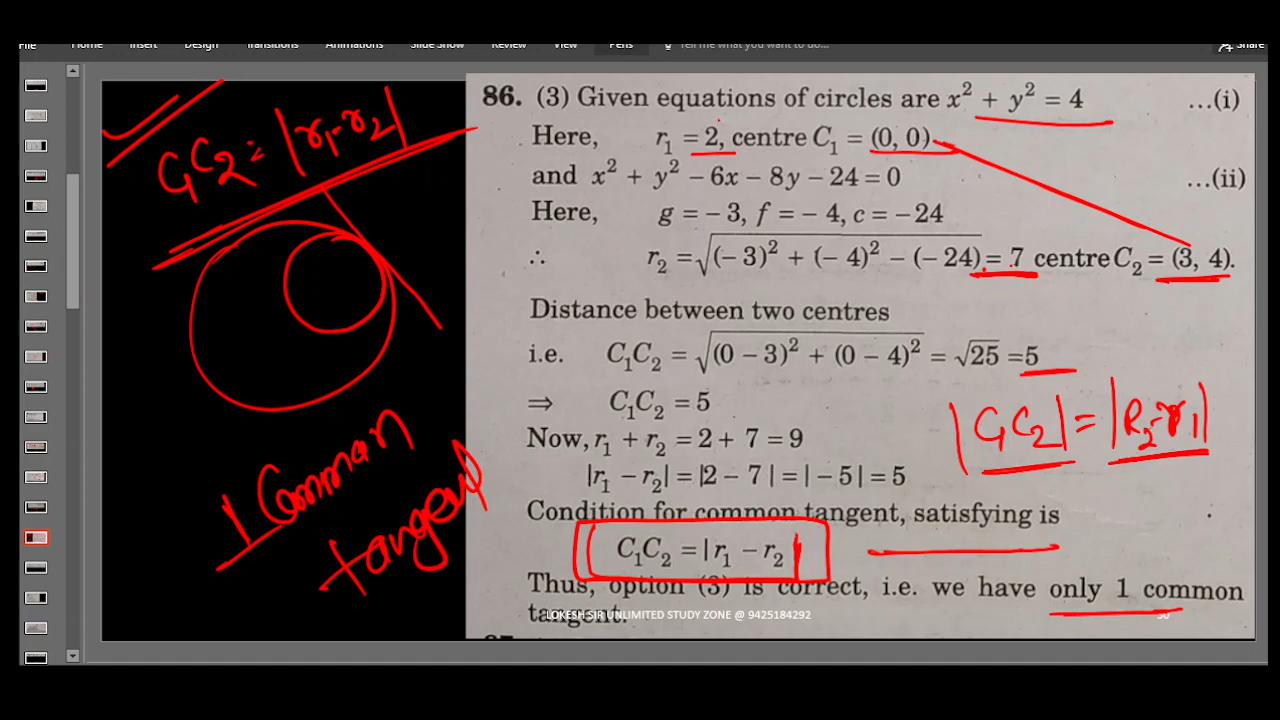 File Home Insert Design Transitions Animations Slide Show Review View Pens Tell me what you want to do... Share
C₁C₂ = |r₁-r₂|
1 Common
tangent
86. (3) Given equations of circles are x² + y² = 4 ...(i)
Here, r₁ = 2, centre C₁ = (0, 0)
and x² + y² − 6x − 8y − 24 = 0 ...(ii)
Here, g = − 3, f = − 4, c = − 24
∴ r₂ = √(− 3)² + (− 4)² − (− 24) = 7 centre C₂ = (3, 4).
Distance between two centres
i.e. C₁C₂ = √(0 − 3)² + (0 − 4)² = √25 = 5
⇒ C₁C₂ = 5
Now, r₁ + r₂ = 2 + 7 = 9
|r₁ − r₂| = |2 − 7| = |− 5| = 5
|C₁C₂| = |R₂-r₁|
Condition for common tangent, satisfying is
C₁C₂ = |r₁ − r₂|
Thus, option (3) is correct, i.e. we have only 1 common
tangent.
LOKESH SIR UNLIMITED STUDY ZONE @ 9425184292